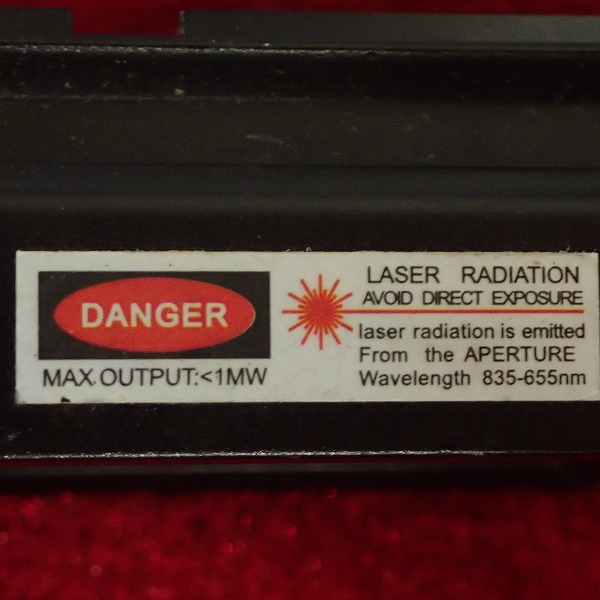 DANGER
MAX. OUTPUT:<1MW
LASER RADIATION
AVOID DIRECT EXPOSURE
laser radiation is emitted
From the APERTURE
Wavelength 835-655nm